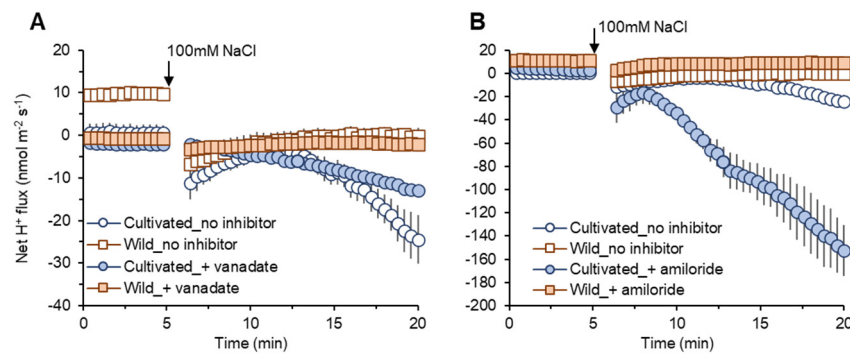 A
100mM NaCl
Net H⁺ flux (nmol m⁻² s⁻¹)
20
10
0
-10
-20
-30
-40
Cultivated_no inhibitor
Wild_no inhibitor
Cultivated_+ vanadate
Wild_+ vanadate
0
5
10
15
20
Time (min)
B
100mM NaCl
20
0
-20
-40
-60
-80
-100
-120
-140
-160
-180
-200
Cultivated_no inhibitor
Wild_no inhibitor
Cultivated_+ amiloride
Wild_+ amiloride
0
5
10
15
20
Time (min)